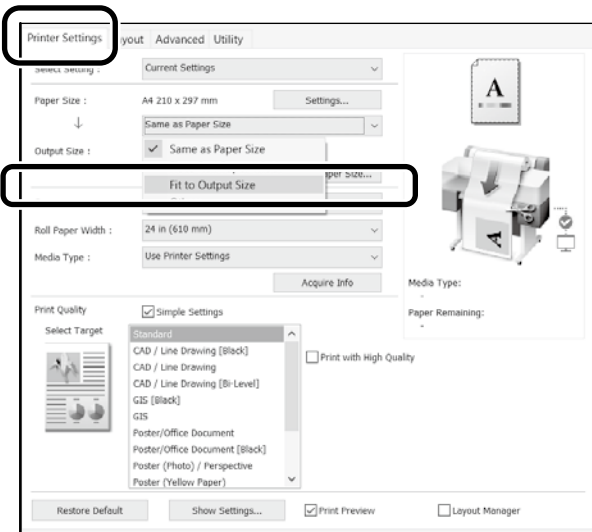 Printer Settings
yout
Advanced
Utility
Select Setting :
Current Settings
Paper Size :
A4 210 x 297 mm
Settings...
↓
Same as Paper Size
Output Size :
✓ Same as Paper Size
Fit to Output Size
per Size...
Roll Paper Width :
24 in (610 mm)
Media Type :
Use Printer Settings
Acquire Info
A
A
Media Type:
-
Paper Remaining:
-
Print Quality
Simple Settings
Select Target
Standard
CAD / Line Drawing [Black]
CAD / Line Drawing
CAD / Line Drawing [Bi-Level]
GIS [Black]
GIS
Poster/Office Document
Poster/Office Document [Black]
Poster (Photo) / Perspective
Poster (Yellow Paper)
Print with High Quality
Restore Default
Show Settings...
Print Preview
Layout Manager